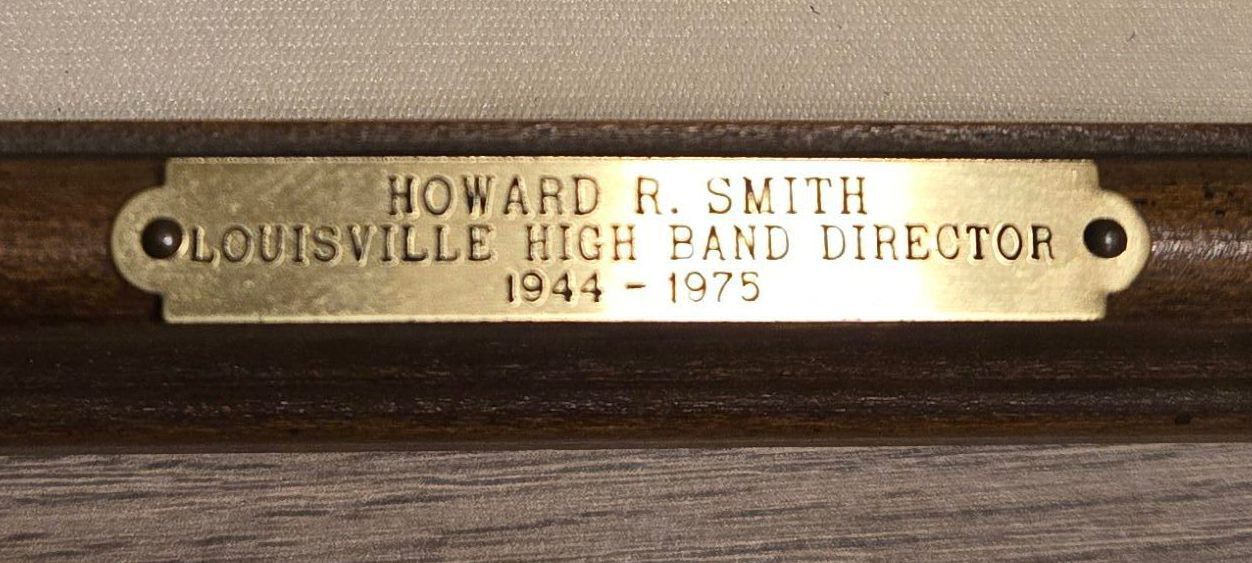 HOWARD R. SMITH
LOUISVILLE HIGH BAND DIRECTOR
1944 - 1975